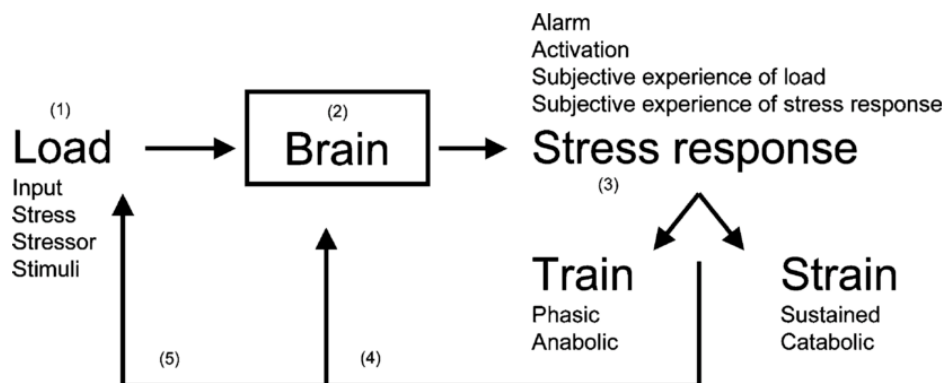 Alarm
Activation
Subjective experience of load
Subjective experience of stress response
(1)
Load
(2)
Brain
Stress response
(3)
Input
Stress
Stressor
Stimuli
Train
Strain
Phasic
Sustained
Anabolic
Catabolic
(5)
(4)